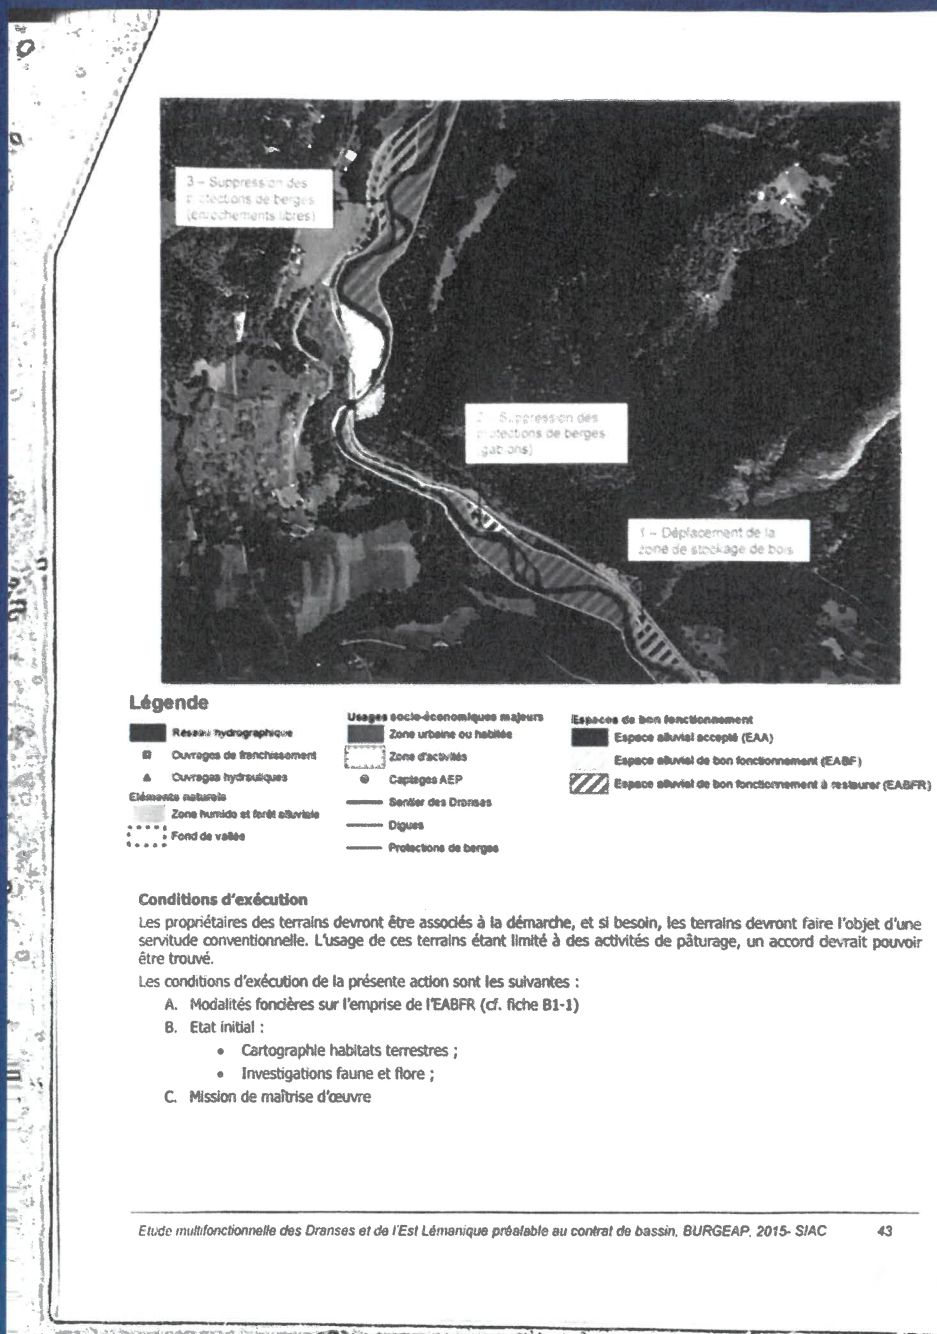 3 – Suppression des
protections de berges
(enrochements libres)
2 – Suppression des
protections de berges
(gabions)
1 – Déplacement de la
zone de stockage de bois
Légende
Réseau hydrographique
Ouvrages de franchissement
Ouvrages hydrauliques
Eléments naturels
Zone humide et forêt alluviale
Fond de vallée
Usages socio-économiques majeurs
Zone urbaine ou habitée
Zone d'activités
Captages AEP
Sentier des Dranses
Digues
Protections de berges
Espaces de bon fonctionnement
Espace alluvial accepté (EAA)
Espace alluvial de bon fonctionnement (EABF)
Espace alluvial de bon fonctionnement à restaurer (EABFR)
Conditions d'exécution
Les propriétaires des terrains devront être associés à la démarche, et si besoin, les terrains devront faire l'objet d'une
servitude conventionnelle. L'usage de ces terrains étant limité à des activités de pâturage, un accord devrait pouvoir
être trouvé.
Les conditions d'exécution de la présente action sont les suivantes :
A. Modalités foncières sur l'emprise de l'EABFR (cf. fiche B1-1)
B. Etat initial :
• Cartographie habitats terrestres ;
• Investigations faune et flore ;
C. Mission de maîtrise d'œuvre
Etude multifonctionnelle des Dranses et de l'Est Lémanique préalable au contrat de bassin, BURGEAP, 2015- SIAC 43